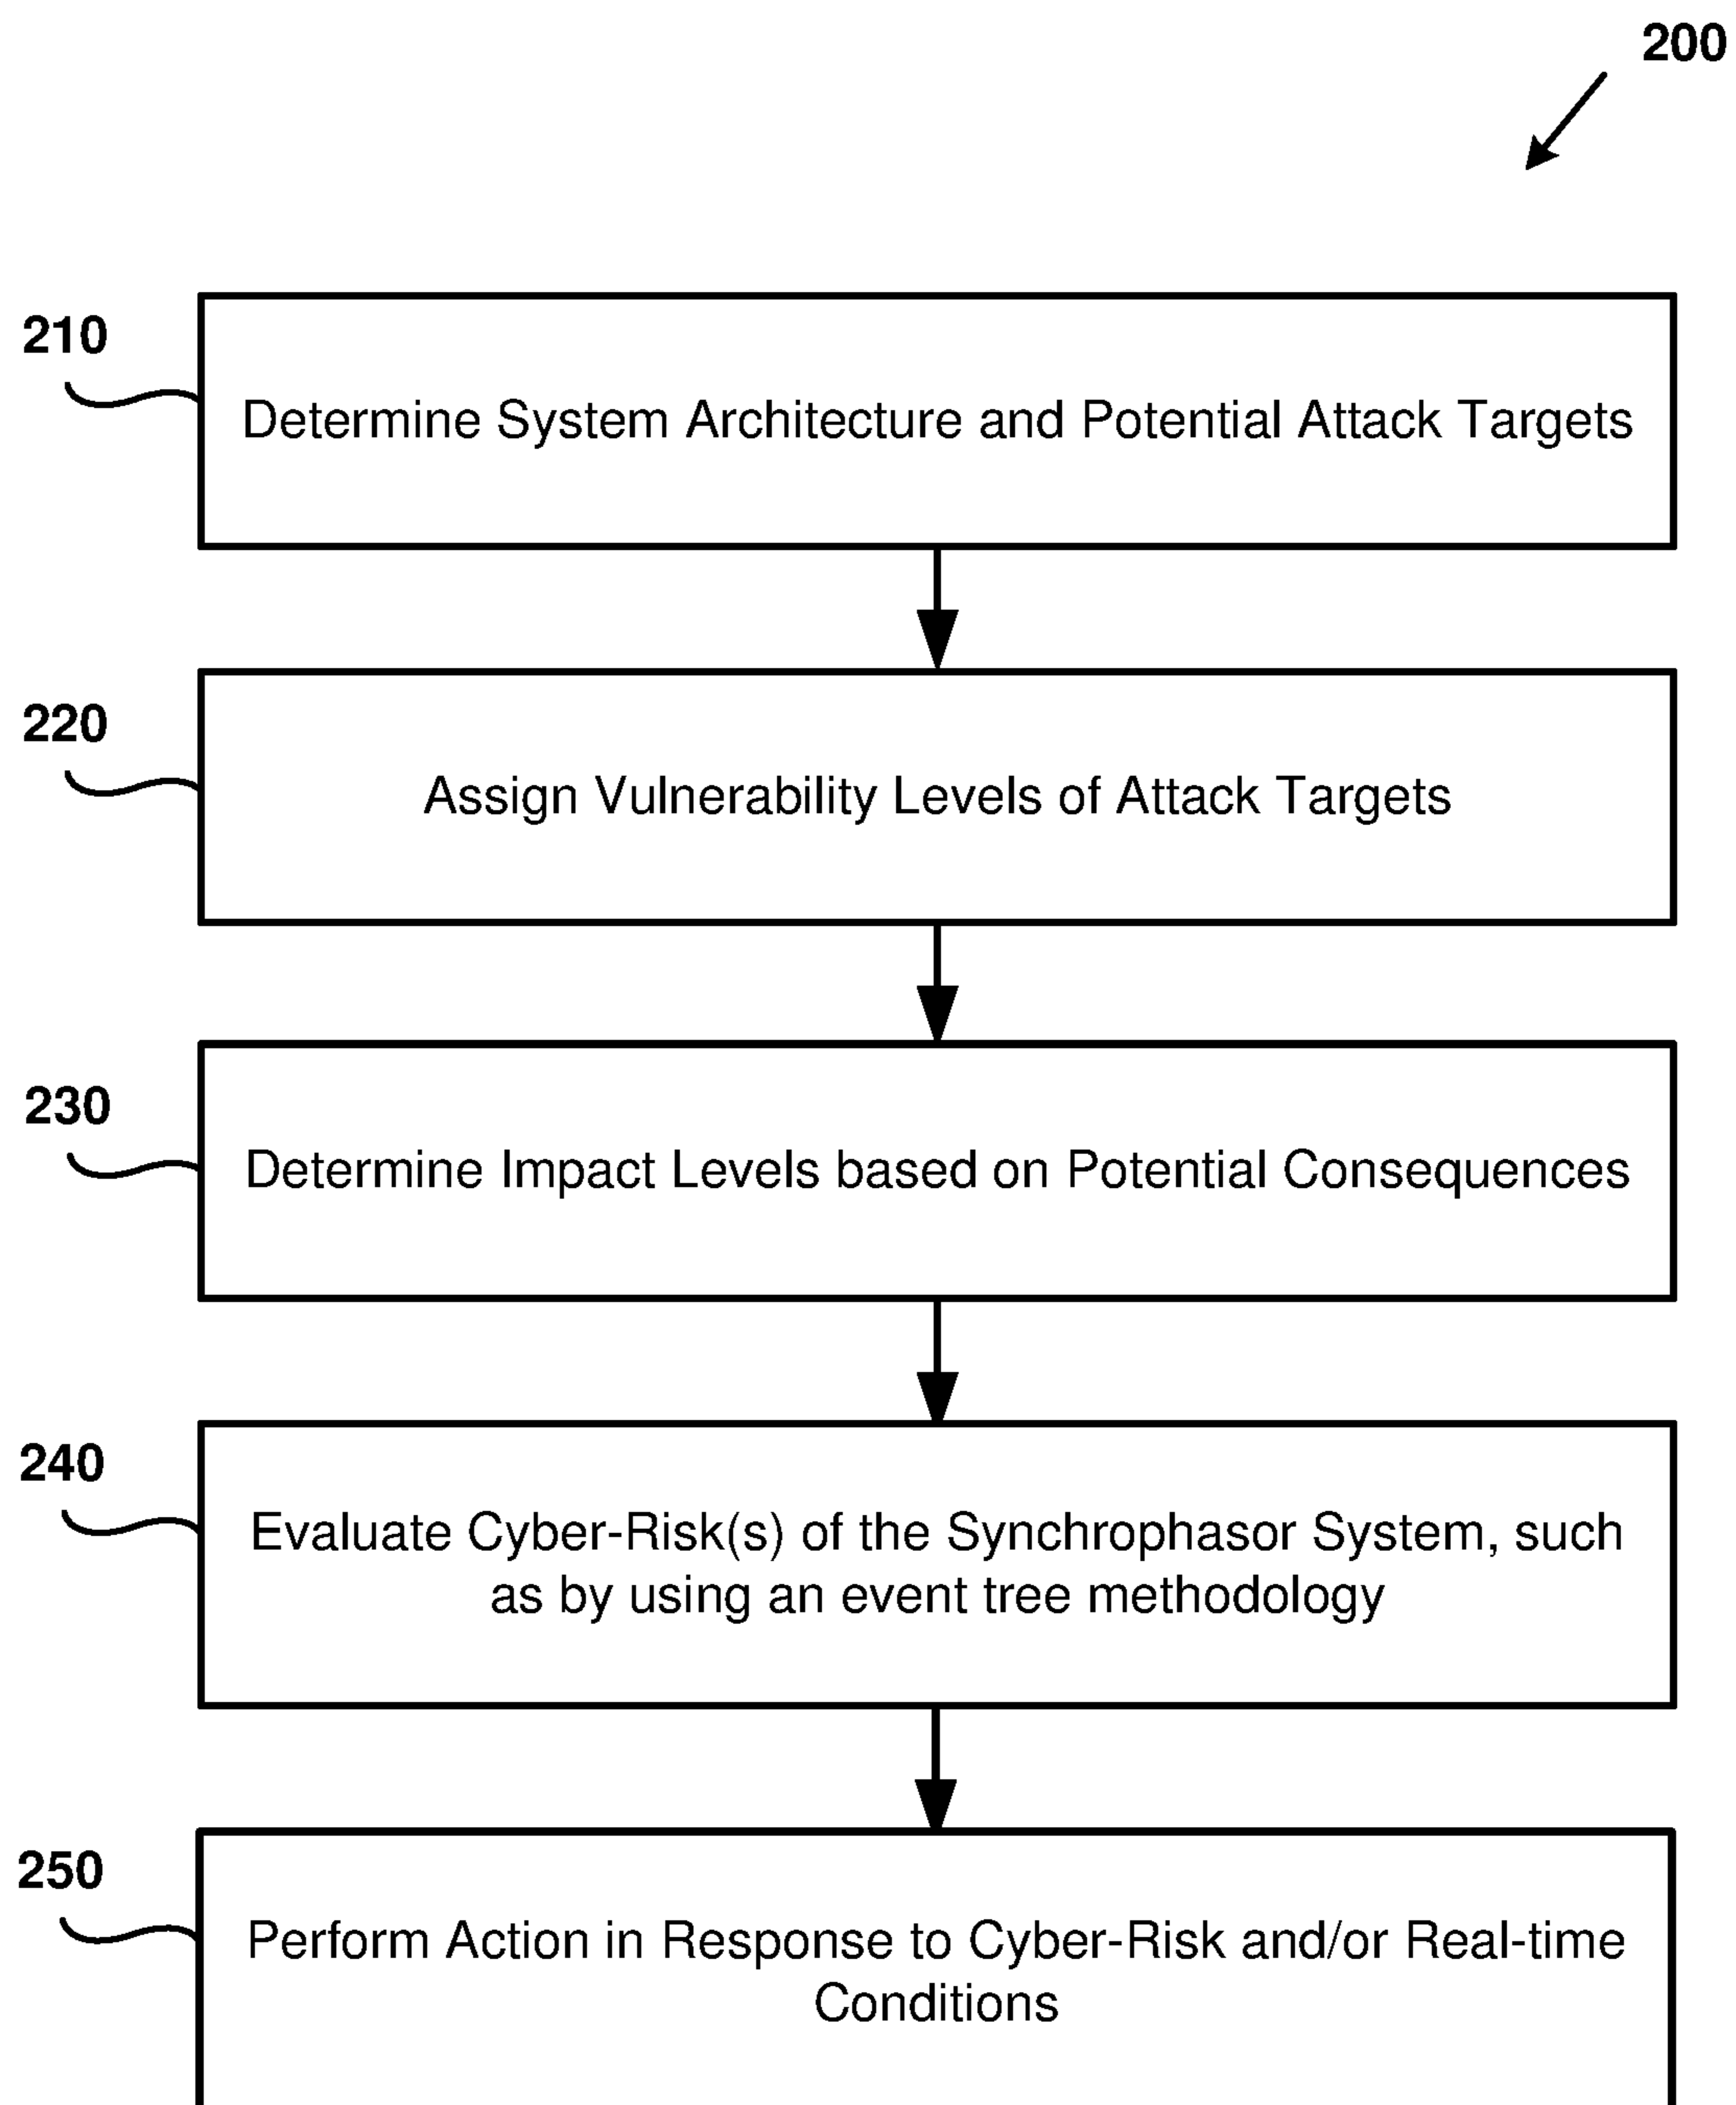 200
210
Determine System Architecture and Potential Attack Targets
220
Assign Vulnerability Levels of Attack Targets
230
Determine Impact Levels based on Potential Consequences
240
Evaluate Cyber-Risk(s) of the Synchrophasor System, such
as by using an event tree methodology
250
Perform Action in Response to Cyber-Risk and/or Real-time
Conditions